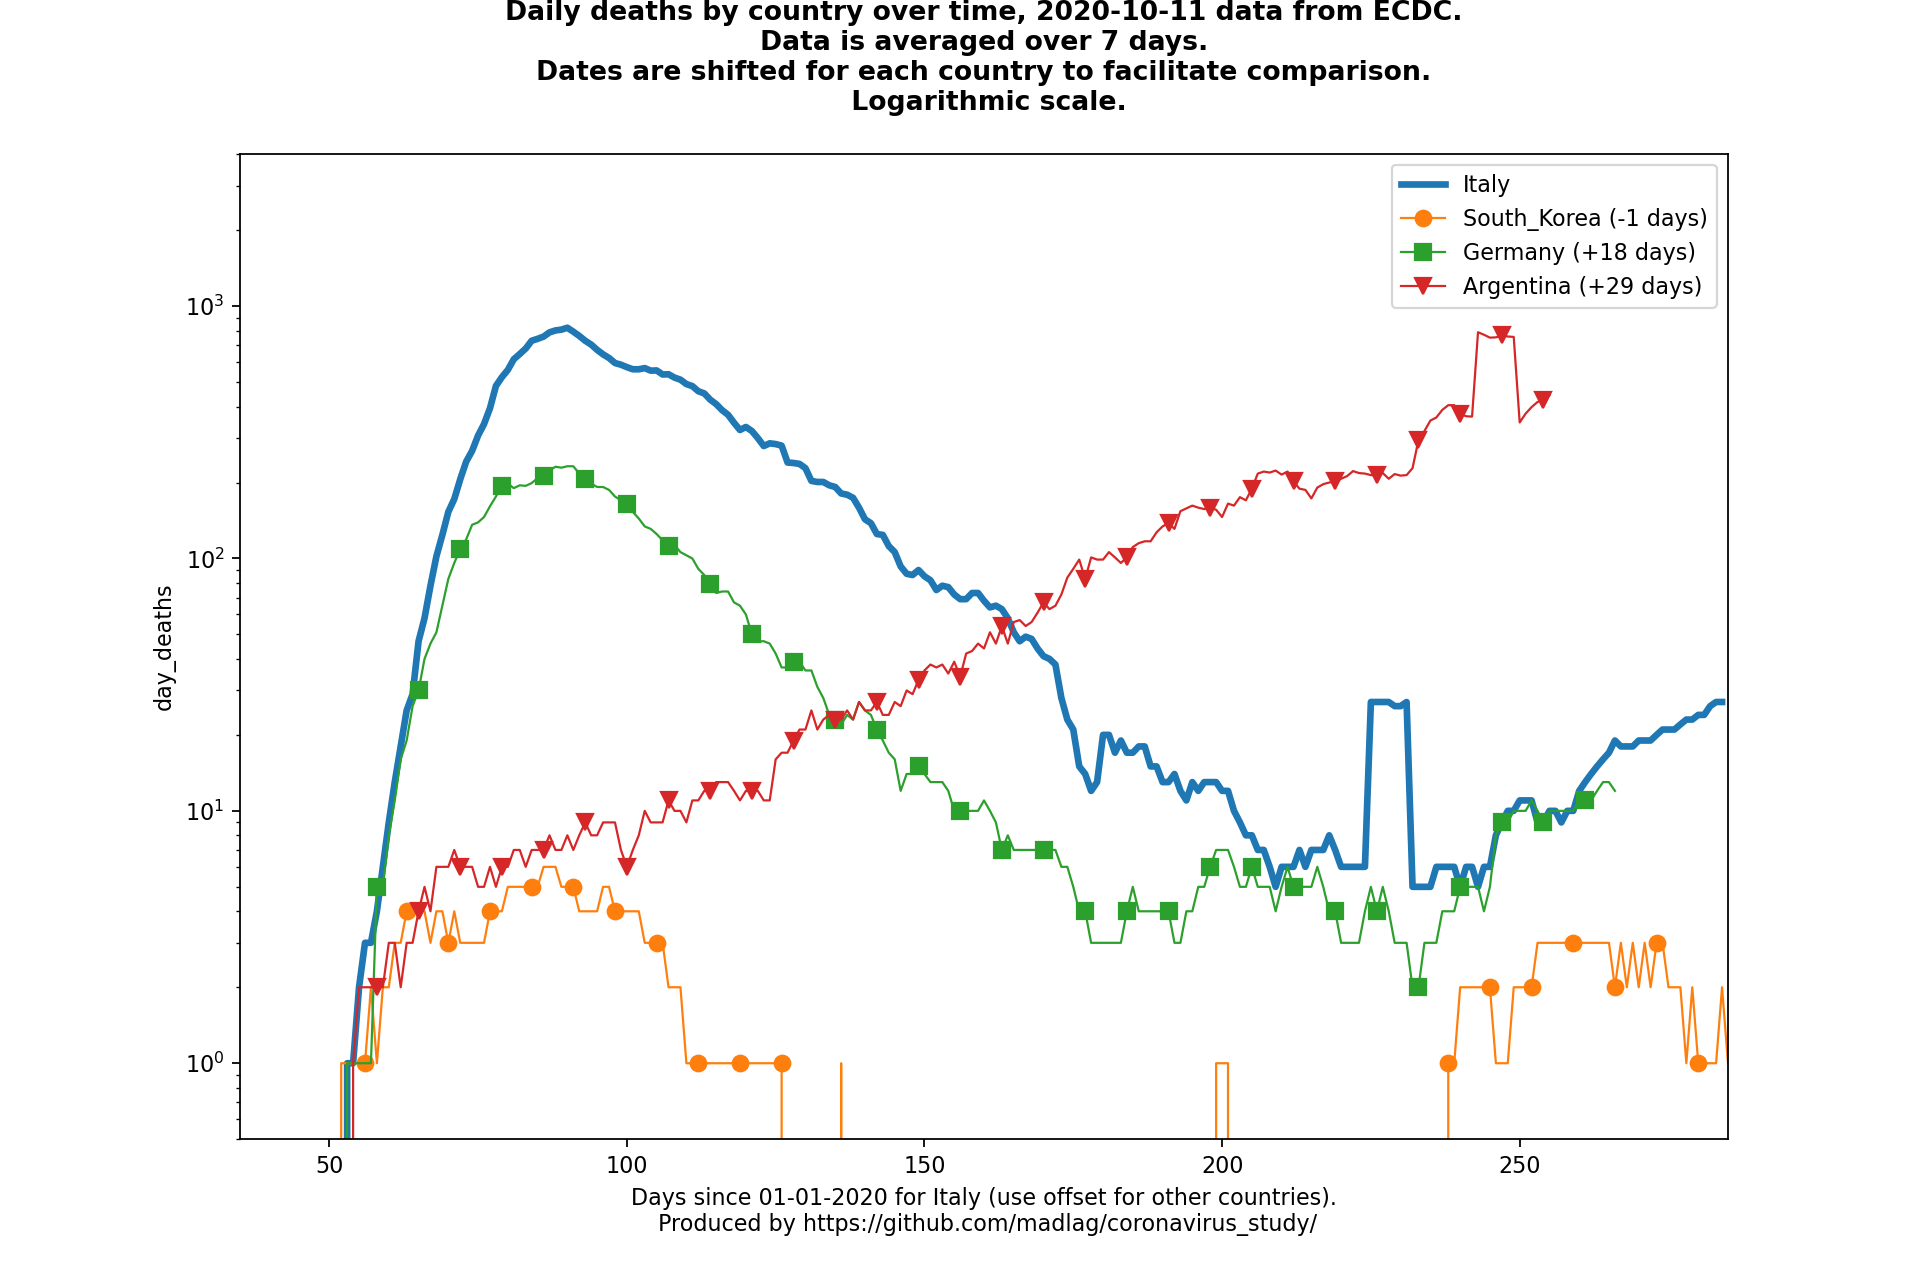 Daily deaths by country over time, 2020-10-11 data from ECDC.
Data is averaged over 7 days.
Dates are shifted for each country to facilitate comparison.
Logarithmic scale.
Italy
South_Korea (-1 days)
Germany (+18 days)
Argentina (+29 days)
10³
10²
10¹
10⁰
day_deaths
50 100 150 200 250
Days since 01-01-2020 for Italy (use offset for other countries).
Produced by https://github.com/madlag/coronavirus_study/